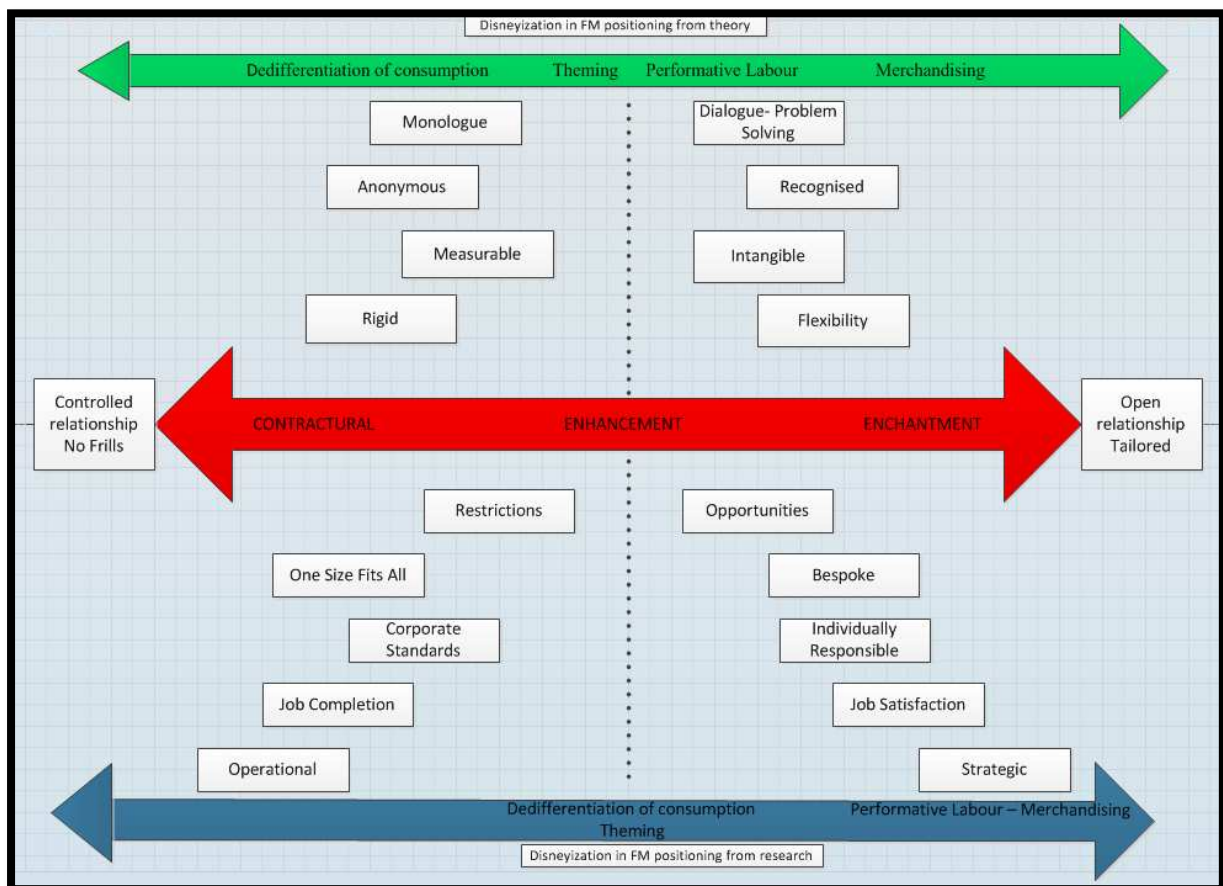 Disneyization in FM positioning from theory
Dedifferentiation of consumption Theming Performative Labour Merchandising
Monologue
Dialogue- Problem
Solving
Anonymous
Recognised
Measurable
Intangible
Rigid
Flexibility
Controlled
relationship
No Frills
CONTRACTURAL ENHANCEMENT ENCHANTMENT
Open
relationship
Tailored
Restrictions
Opportunities
One Size Fits All
Bespoke
Corporate
Standards
Individually
Responsible
Job Completion
Job Satisfaction
Operational
Strategic
Dedifferentiation of consumption
Theming
Performative Labour – Merchandising
Disneyization in FM positioning from research